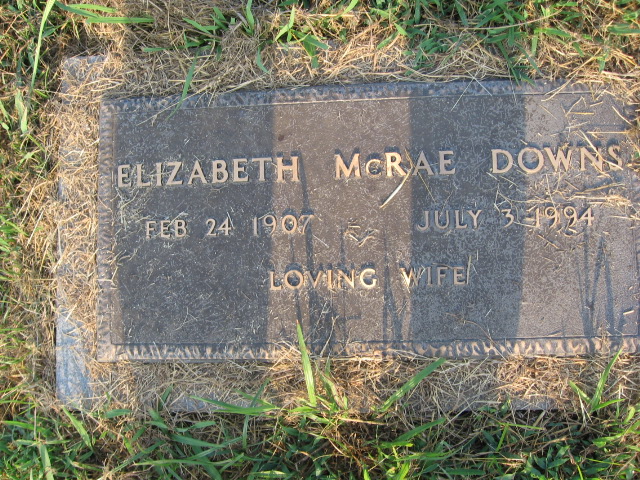 ELIZABETH McRAE DOWNS
FEB 24 1907 JULY 3 1994
LOVING WIFE